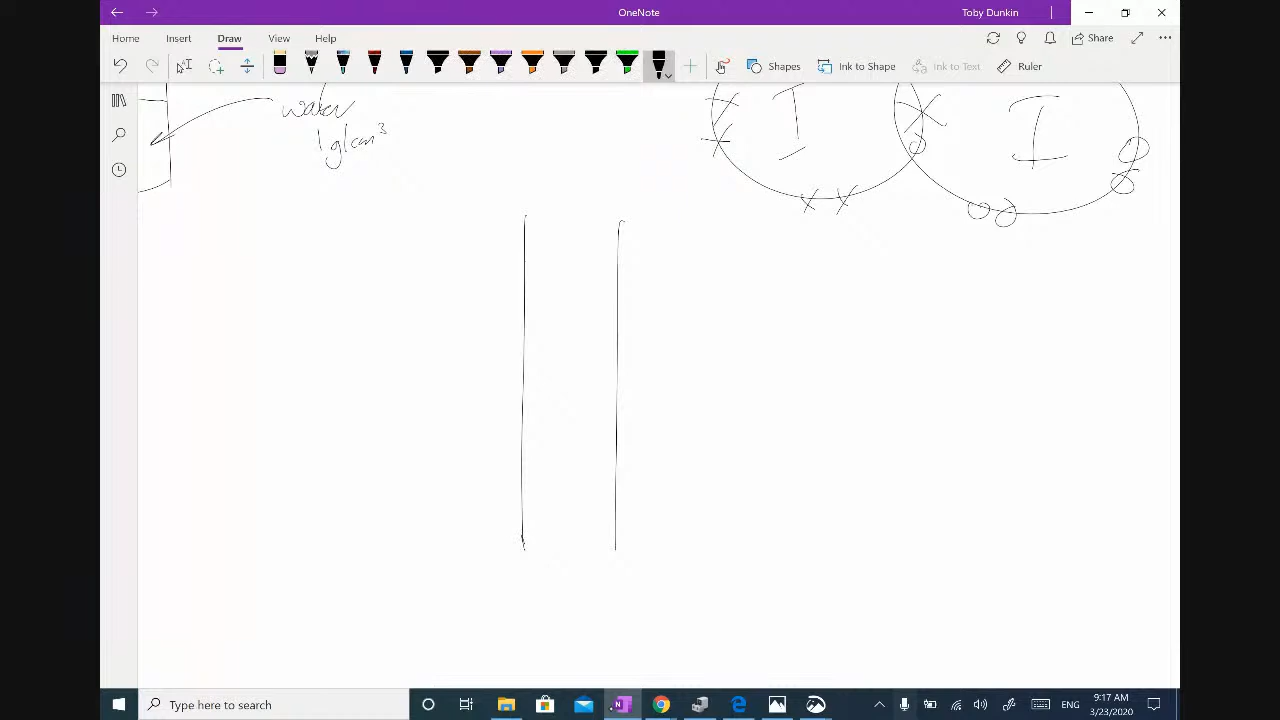 OneNote
Toby Dunkin
Home Insert Draw View Help
Share
Shapes
Ink to Shape
Ink to Text
Ruler
water
1g/cm³
I
I
Type here to search
ENG
9:17 AM
3/23/2020